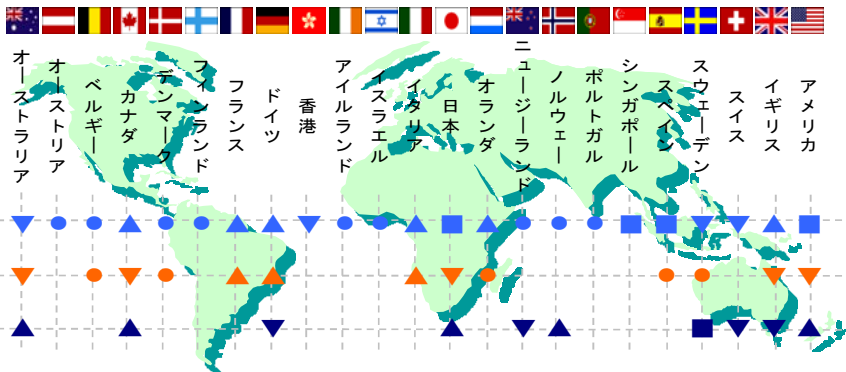 オーストラリア
オーストリア
ベルギー
カナダ
デンマーク
フィンランド
フランス
ドイツ
香港
アイルランド
イスラエル
イタリア
日本
オランダ
ニュージーランド
ノルウェー
ポルトガル
シンガポール
スペイン
スウェーデン
スイス
イギリス
アメリカ